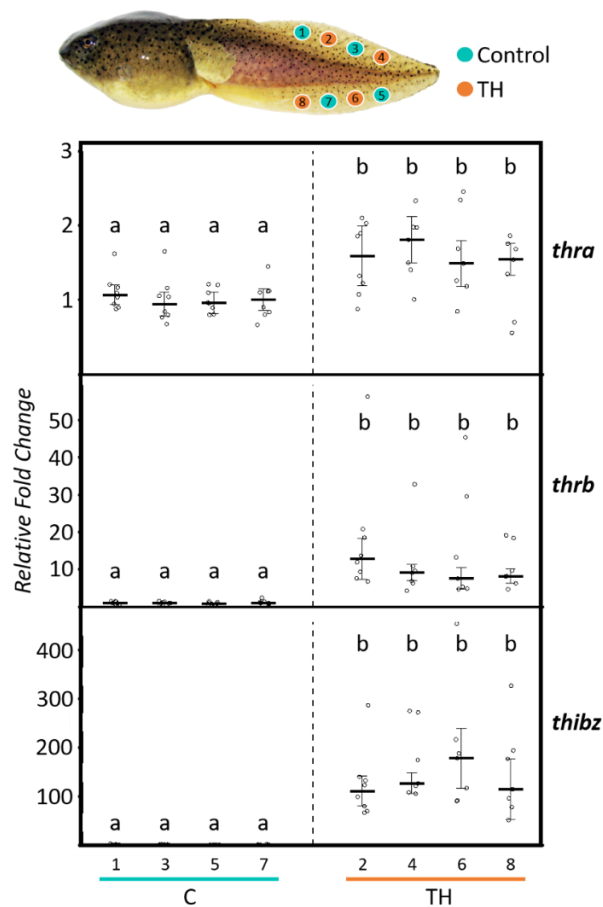 1 2 3 4
8 7 6 5
Control
TH
Relative Fold Change
3
2
1
a a a a b b b b
thra
50
40
30
20
10
a a a a b b b b
thrb
400
300
200
100
a a a a b b b b
thibz
1 3 5 7 2 4 6 8
C TH